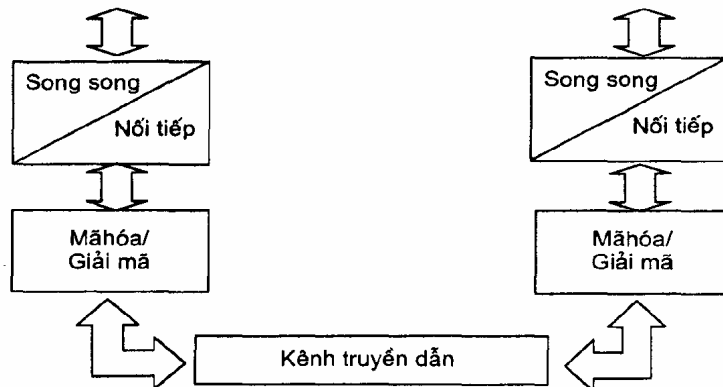 Song song
Nối tiếp
Mãhóa/
Giải mã
Song song
Nối tiếp
Mãhóa/
Giải mã
Kênh truyền dẫn